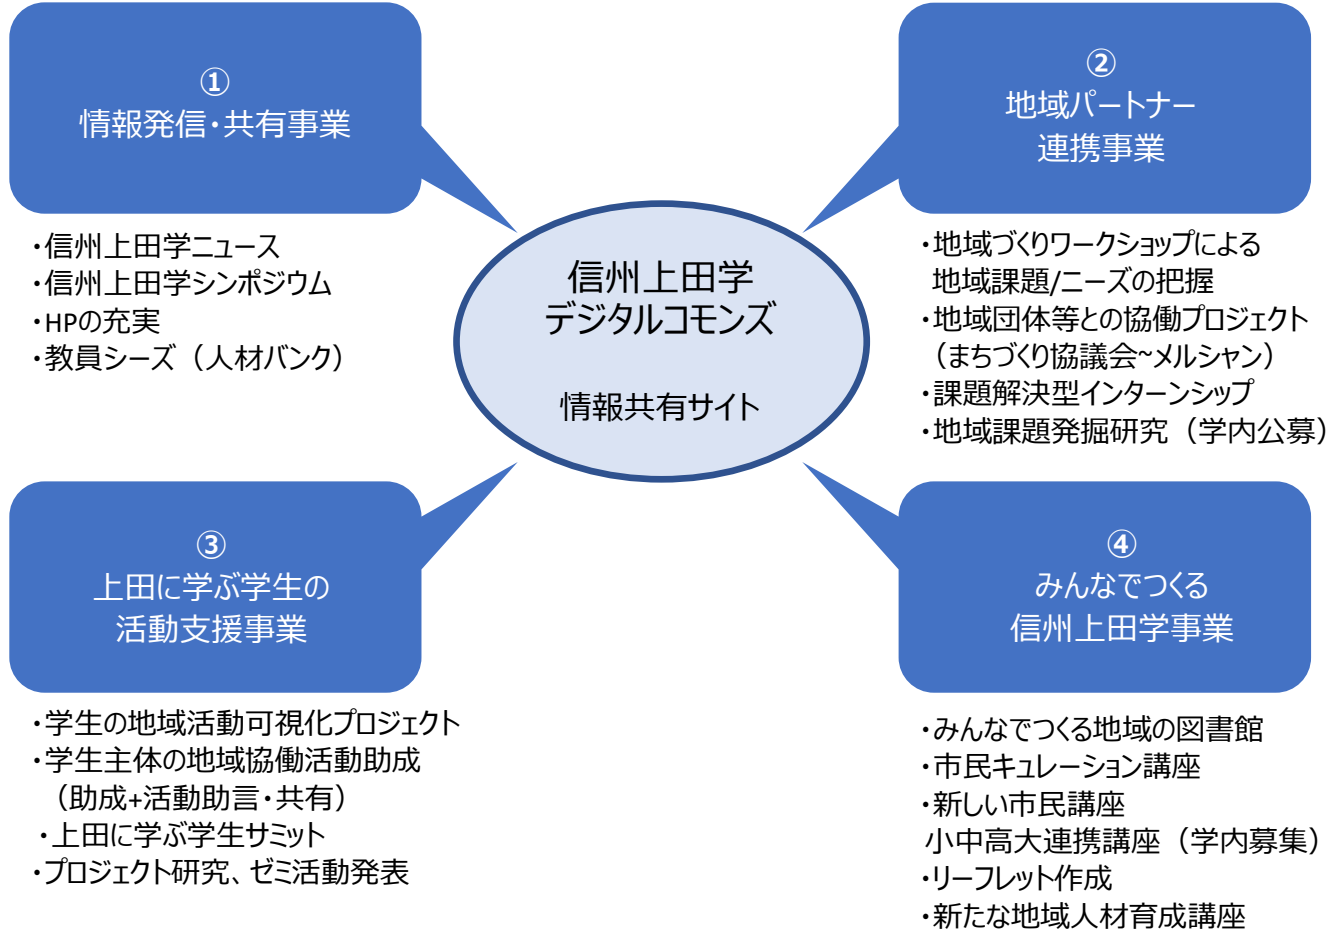 ①
情報発信・共有事業
・信州上田学ニュース
・信州上田学シンポジウム
・HPの充実
・教員シーズ（人材バンク）
②
地域パートナー
連携事業
・地域づくりワークショップによる
地域課題/ニーズの把握
・地域団体等との協働プロジェクト
（まちづくり協議会~メルシャン）
・課題解決型インターンシップ
・地域課題発掘研究（学内公募）
信州上田学
デジタルコモンズ
情報共有サイト
③
上田に学ぶ学生の
活動支援事業
・学生の地域活動可視化プロジェクト
・学生主体の地域協働活動助成
（助成+活動助言・共有）
・上田に学ぶ学生サミット
・プロジェクト研究、ゼミ活動発表
④
みんなでつくる
信州上田学事業
・みんなでつくる地域の図書館
・市民キュレーション講座
・新しい市民講座
小中高大連携講座（学内募集）
・リーフレット作成
・新たな地域人材育成講座